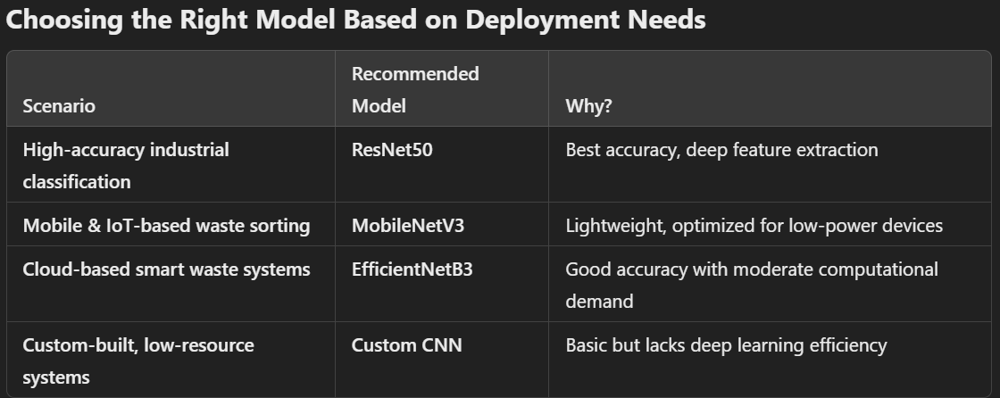 Choosing the Right Model Based on Deployment Needs
Scenario
Recommended
Model
Why?
High-accuracy industrial
classification
ResNet50
Best accuracy, deep feature extraction
Mobile & IoT-based waste sorting
MobileNetV3
Lightweight, optimized for low-power devices
Cloud-based smart waste systems
EfficientNetB3
Good accuracy with moderate computational
demand
Custom-built, low-resource
systems
Custom CNN
Basic but lacks deep learning efficiency